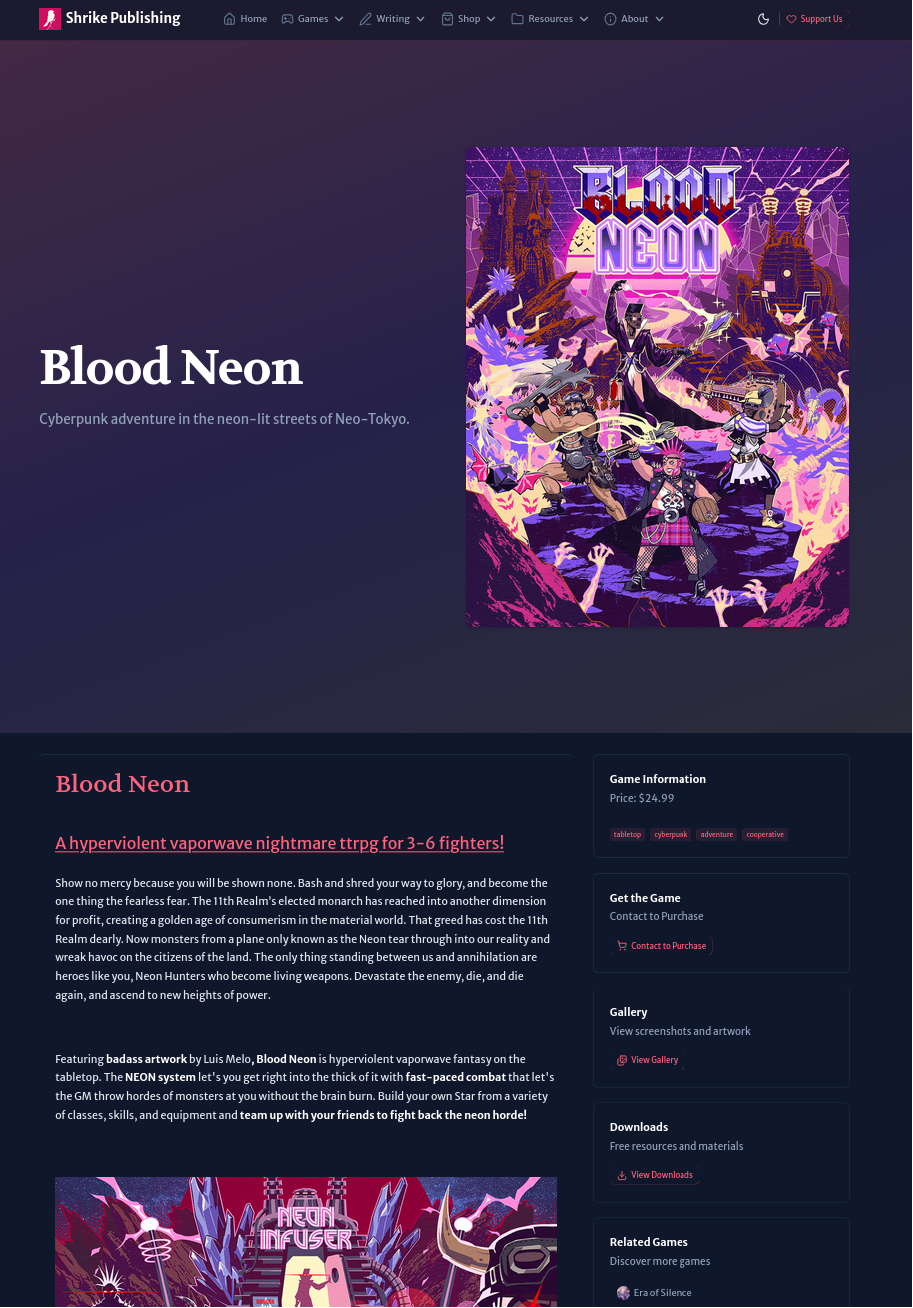 Shrike Publishing
Home
Games
Writing
Shop
Resources
About
Support Us
BLOOD
NEON
Blood Neon
Cyberpunk adventure in the neon-lit streets of Neo-Tokyo.
Blood Neon
A hyperviolent vaporwave nightmare ttrpg for 3-6 fighters!
Show no mercy because you will be shown none. Bash and shred your way to glory, and become the
one thing the fearless fear. The 11th Realm's elected monarch has reached into another dimension
for profit, creating a golden age of consumerism in the material world. That greed has cost the 11th
Realm dearly. Now monsters from a plane only known as the Neon tear through into our reality and
wreak havoc on the citizens of the land. The only thing standing between us and annihilation are
heroes like you, Neon Hunters who become living weapons. Devastate the enemy, die, and die
again, and ascend to new heights of power.
Featuring badass artwork by Luis Melo, Blood Neon is hyperviolent vaporwave fantasy on the
tabletop. The NEON system let's you get right into the thick of it with fast-paced combat that let's
the GM throw hordes of monsters at you without the brain burn. Build your own Star from a variety
of classes, skills, and equipment and team up with your friends to fight back the neon horde!
NEON
INFUSER
Game Information
Price: $24.99
tabletop
cyberpunk
adventure
cooperative
Get the Game
Contact to Purchase
Contact to Purchase
Gallery
View screenshots and artwork
View Gallery
Downloads
Free resources and materials
View Downloads
Related Games
Discover more games
Era of Silence